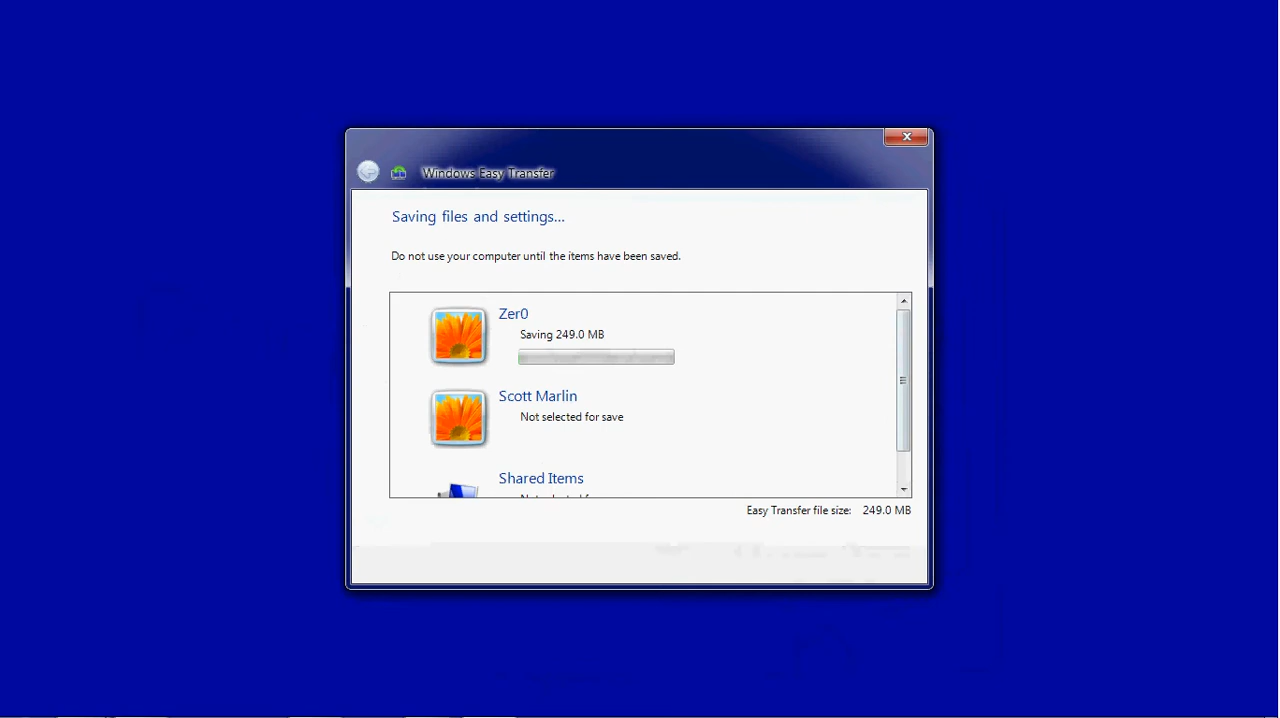 Windows Easy Transfer
Saving files and settings...
Do not use your computer until the items have been saved.
Zer0
Saving 249.0 MB
Scott Marlin
Not selected for save
Shared Items
Easy Transfer file size: 249.0 MB